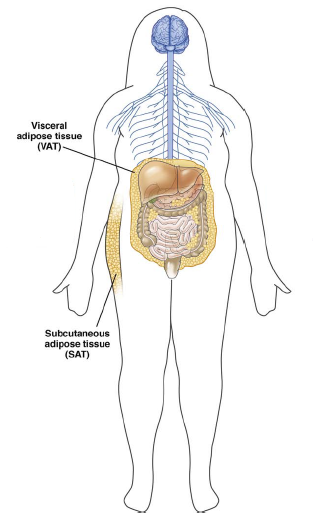 Visceral
adipose tissue
(VAT)
Subcutaneous
adipose tissue
(SAT)